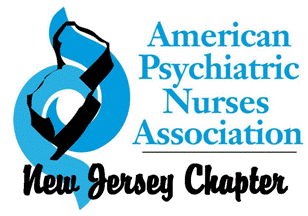 American
Psychiatric
Nurses
Association
New Jersey Chapter